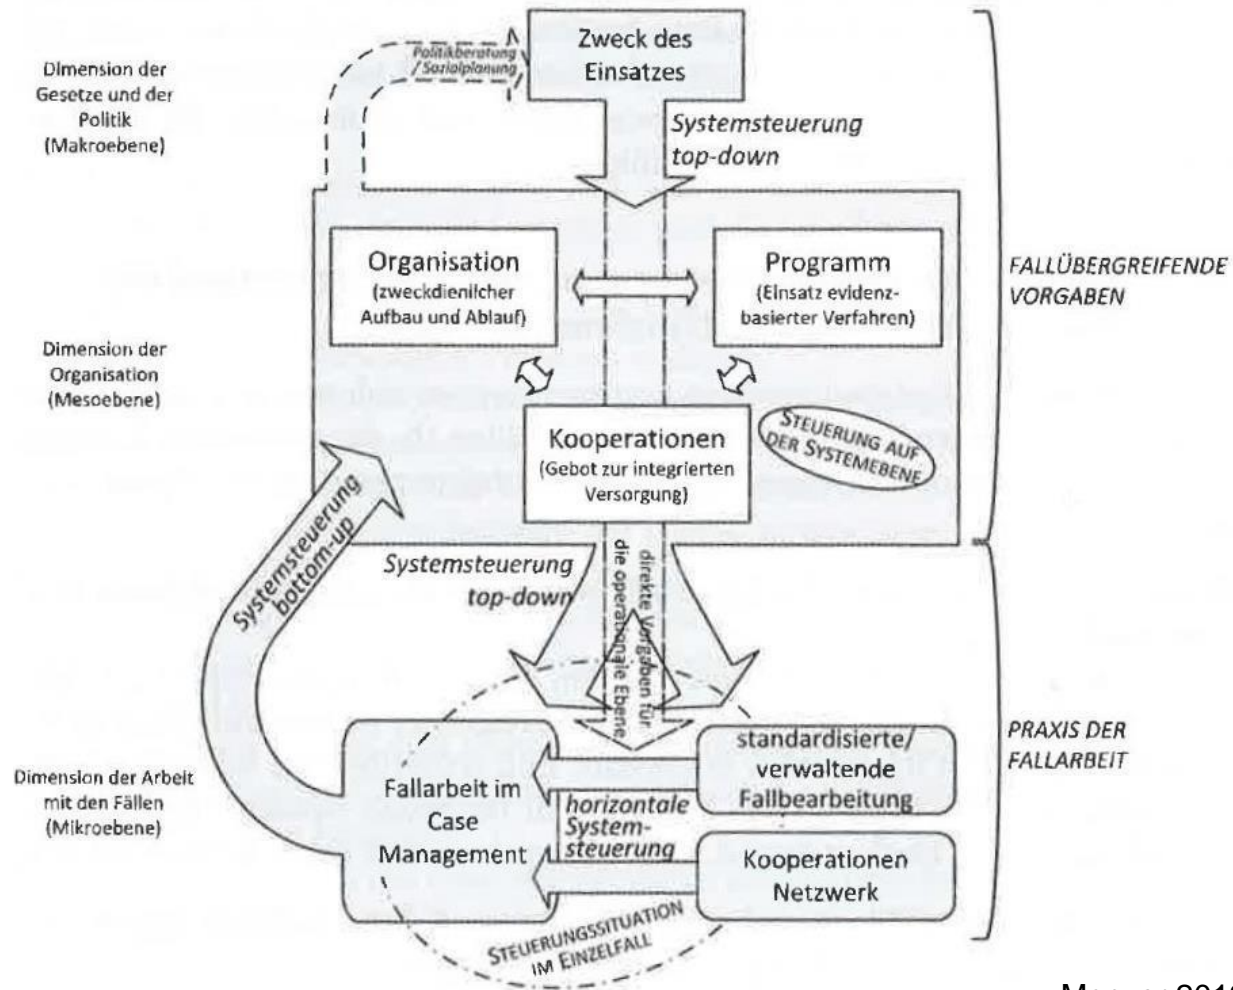 Zweck des
Einsatzes
Politikberatung
/ Sozialplanung
Dimension der
Gesetze und der
Politik
(Makroebene)
Systemsteuerung
top-down
Organisation
(zweckdienlicher
Aufbau und Ablauf)
Programm
(Einsatz evidenz-
basierter Verfahren)
FALLÜBERGREIFENDE
VORGABEN
Dimension der
Organisation
(Mesoebene)
Kooperationen
(Gebot zur integrierten
Versorgung)
STEUERUNG AUF
DER SYSTEMEBENE
Systemsteuerung
bottom-up
Systemsteuerung
top-down
direkte Vorgaben für
die operationale Ebene
PRAXIS DER
FALLARBEIT
Dimension der Arbeit
mit den Fällen
(Mikroebene)
Fallarbeit im
Case
Management
standardisierte/
verwaltende
Fallbearbeitung
horizontale
System-
steuerung
Kooperationen
Netzwerk
STEUERUNGSSITUATION
IM EINZELFALL